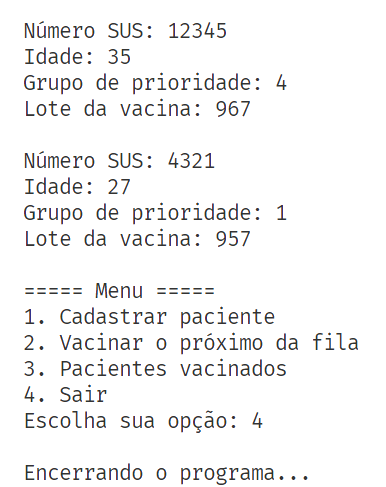 Número SUS: 12345
Idade: 35
Grupo de prioridade: 4
Lote da vacina: 967

Número SUS: 4321
Idade: 27
Grupo de prioridade: 1
Lote da vacina: 957

===== Menu =====
1. Cadastrar paciente
2. Vacinar o próximo da fila
3. Pacientes vacinados
4. Sair
Escolha sua opção: 4

Encerrando o programa...